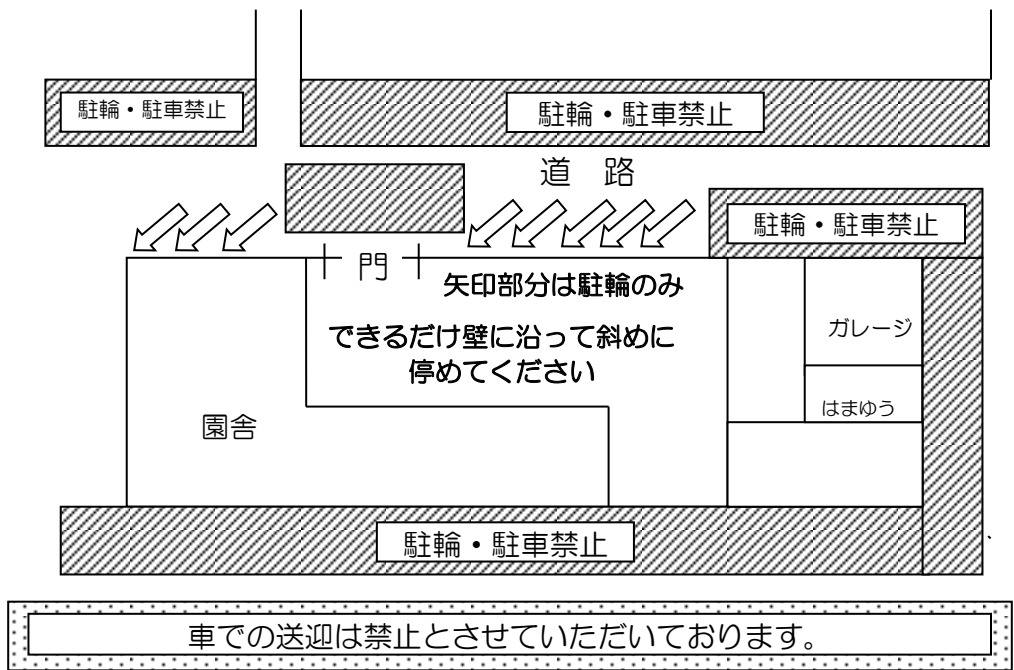 駐輪・駐車禁止
駐輪・駐車禁止
道 路
駐輪・駐車禁止
門
矢印部分は駐輪のみ
できるだけ壁に沿って斜めに
停めてください
ガレージ
はまゆう
園舎
駐輪・駐車禁止
、
車での送迎は禁止とさせていただいております。